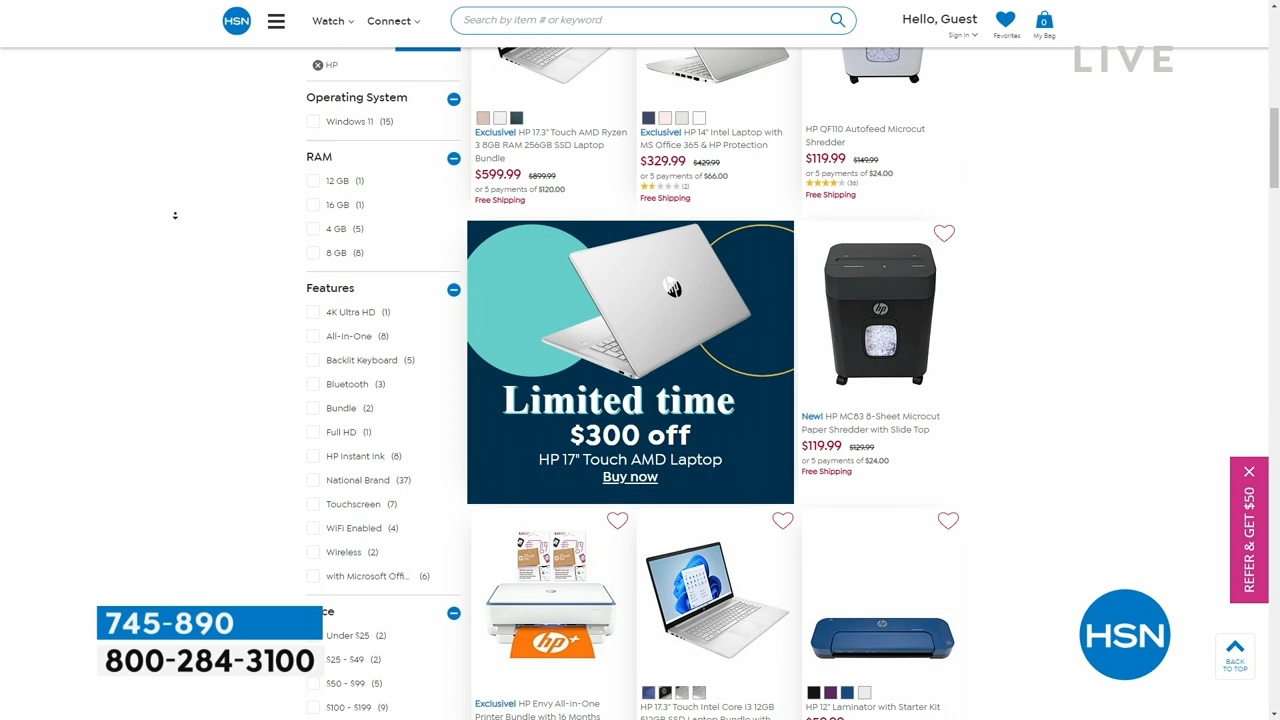 HSN
Watch
Connect
Search by item # or keyword
Hello, Guest
Sign In
Favorites
0
My Bag
LIVE
HP
Operating System
Windows 11 (15)
RAM
12 GB (1)
16 GB (1)
4 GB (5)
8 GB (8)
Features
4K Ultra HD (1)
All-In-One (8)
Backlit Keyboard (5)
Bluetooth (3)
Bundle (2)
Full HD (1)
HP Instant Ink (8)
National Brand (37)
Touchscreen (7)
WiFi Enabled (4)
Wireless (2)
with Microsoft Offi... (6)
ce
Under $25 (2)
$25 - $49 (2)
$50 - $99 (5)
$100 - $199 (9)
Exclusive! HP 17.3" Touch AMD Ryzen
3 8GB RAM 256GB SSD Laptop
Bundle
$599.99 $899.99
or 5 payments of $120.00
Free Shipping
Exclusive! HP 14" Intel Laptop with
MS Office 365 & HP Protection
$329.99 $429.99
or 5 payments of $66.00
(2)
Free Shipping
HP QF110 Autofeed Microcut
Shredder
$119.99 $149.99
or 5 payments of $24.00
(36)
Free Shipping
hp
Limited time
$300 off
HP 17" Touch AMD Laptop
Buy now
hp
New! HP MC83 8-Sheet Microcut
Paper Shredder with Slide Top
$119.99 $129.99
or 5 payments of $24.00
Free Shipping
hp+
Exclusive! HP Envy All-in-One
Printer Bundle with 16 Months
HP 17.3" Touch Intel Core i3 12GB
512GB SSD Laptop Bundle with
HP 12" Laminator with Starter Kit
REFER & GET $50
745-890
800-284-3100
HSN
BACK
TO TOP